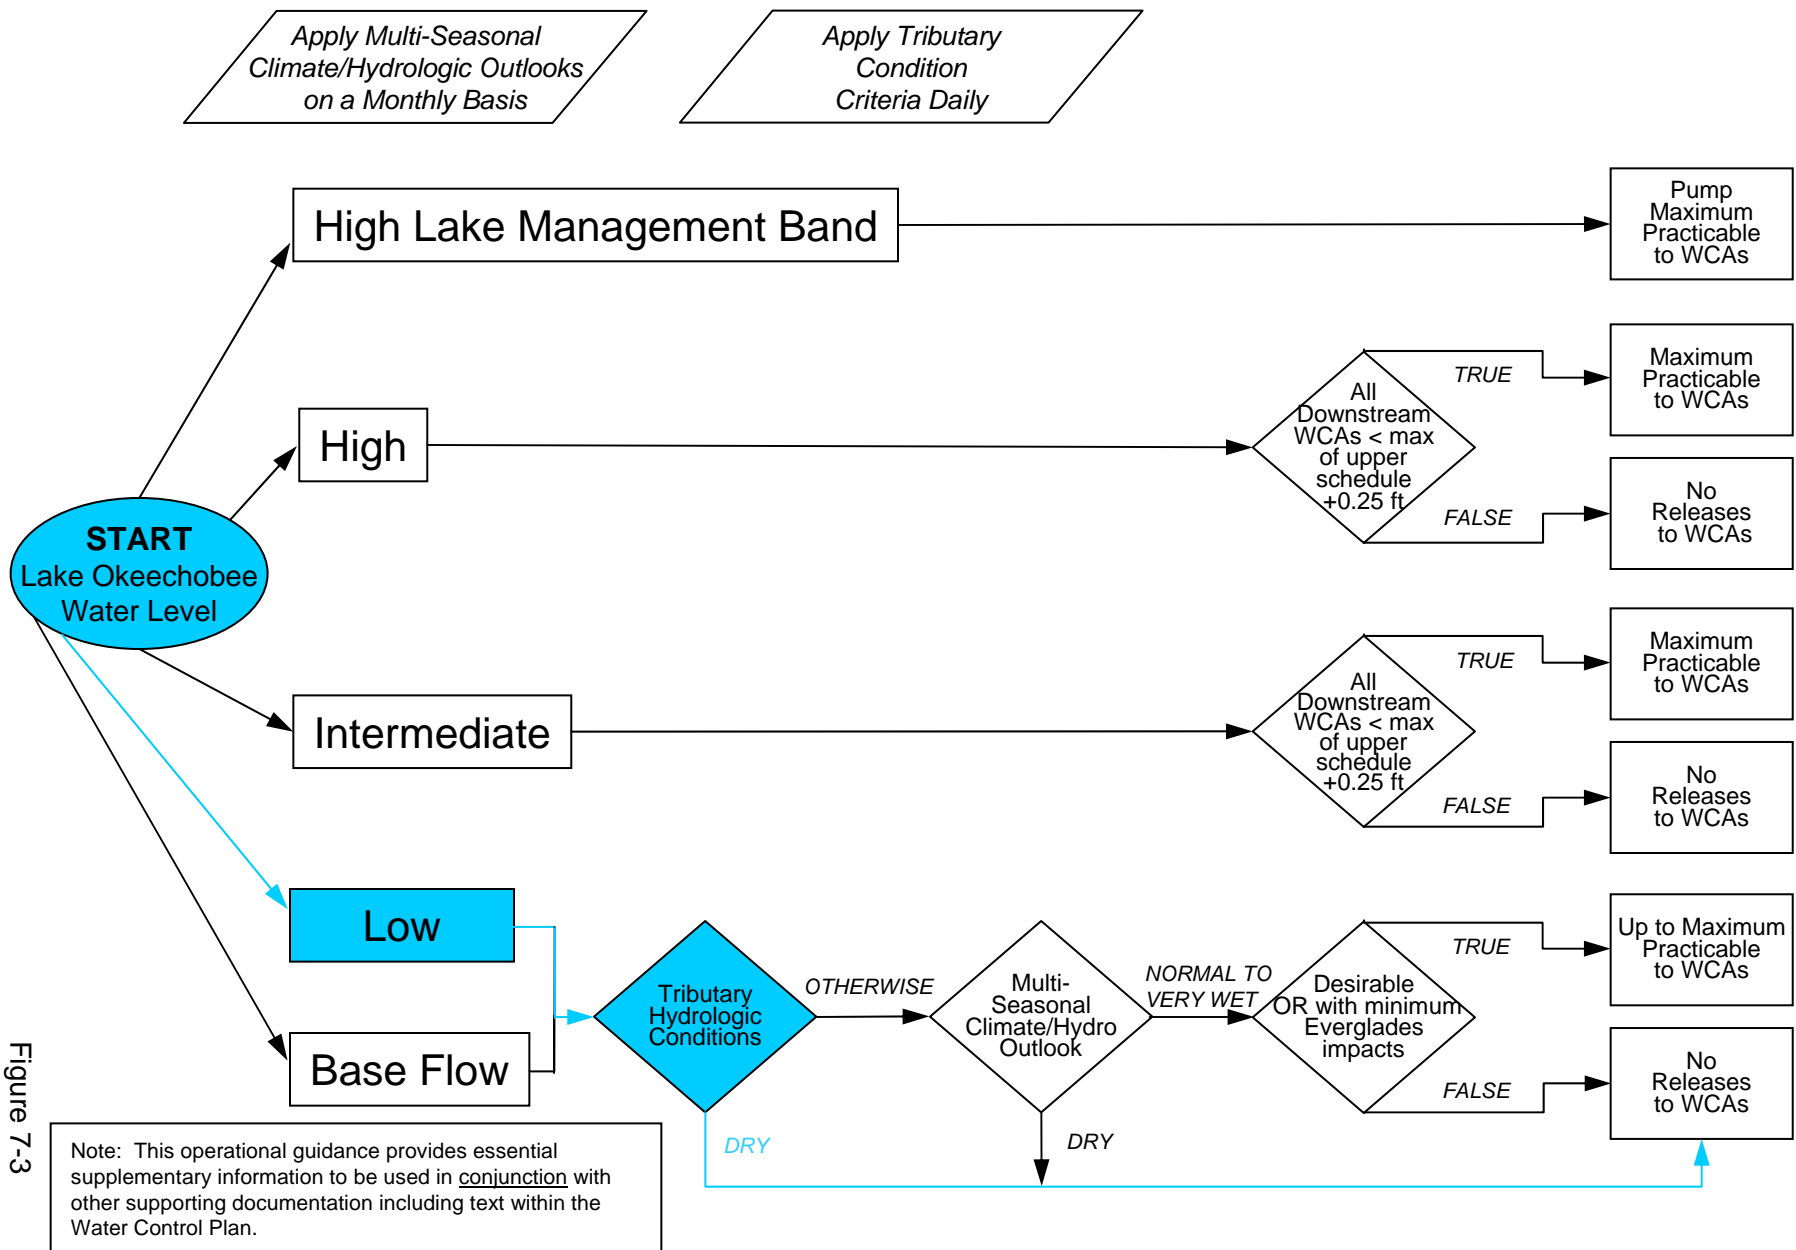 Apply Multi-Seasonal
Climate/Hydrologic Outlooks
on a Monthly Basis
Apply Tributary
Condition
Criteria Daily
High Lake Management Band
Pump
Maximum
Practicable
to WCAs
High
All
Downstream
WCAs < max
of upper
schedule
+0.25 ft
TRUE
Maximum
Practicable
to WCAs
FALSE
No
Releases
to WCAs
START
Lake Okeechobee
Water Level
Intermediate
All
Downstream
WCAs < max
of upper
schedule
+0.25 ft
TRUE
Maximum
Practicable
to WCAs
FALSE
No
Releases
to WCAs
Low
Base Flow
Tributary
Hydrologic
Conditions
OTHERWISE
DRY
Multi-
Seasonal
Climate/Hydro
Outlook
NORMAL TO
VERY WET
DRY
Desirable
OR with minimum
Everglades
impacts
TRUE
Up to Maximum
Practicable
to WCAs
FALSE
No
Releases
to WCAs
Figure 7-3
Note:  This operational guidance provides essential
supplementary information to be used in conjunction with
other supporting documentation including text within the
Water Control Plan.